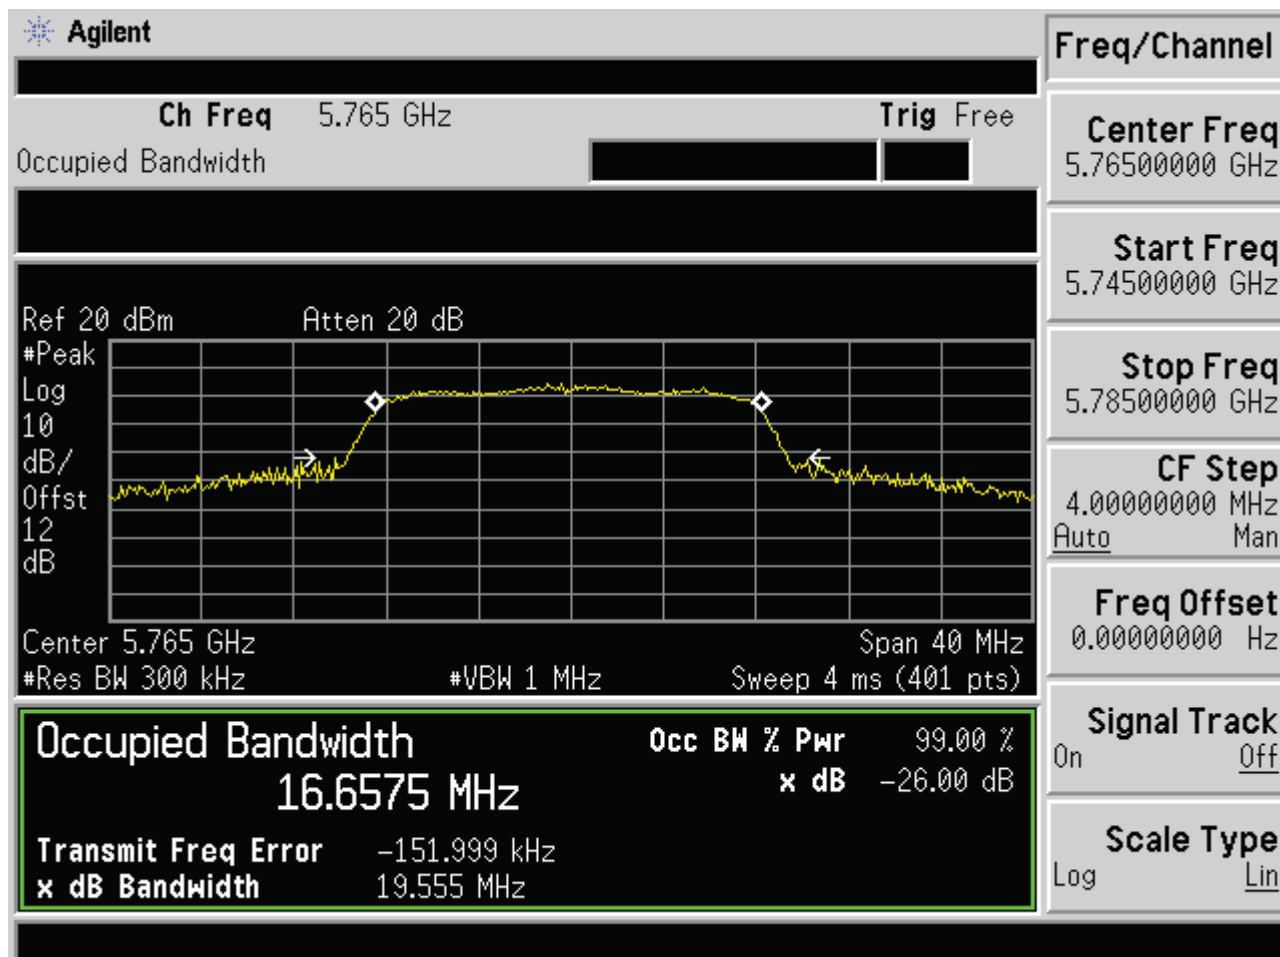 Agilent
Freq/Channel
Ch Freq 5.765 GHz Trig Free
Occupied Bandwidth
Center Freq
5.76500000 GHz
Start Freq
5.74500000 GHz
Stop Freq
5.78500000 GHz
CF Step
4.00000000 MHz
Auto Man
Freq Offset
0.00000000 Hz
Signal Track
On Off
Scale Type
Log Lin
Ref 20 dBm Atten 20 dB
#Peak
Log
10
dB/
Offst
12
dB
Center 5.765 GHz Span 40 MHz
#Res BW 300 kHz #VBW 1 MHz Sweep 4 ms (401 pts)
Occupied Bandwidth Occ BW % Pwr 99.00 %
16.6575 MHz x dB -26.00 dB
Transmit Freq Error -151.999 kHz
x dB Bandwidth 19.555 MHz